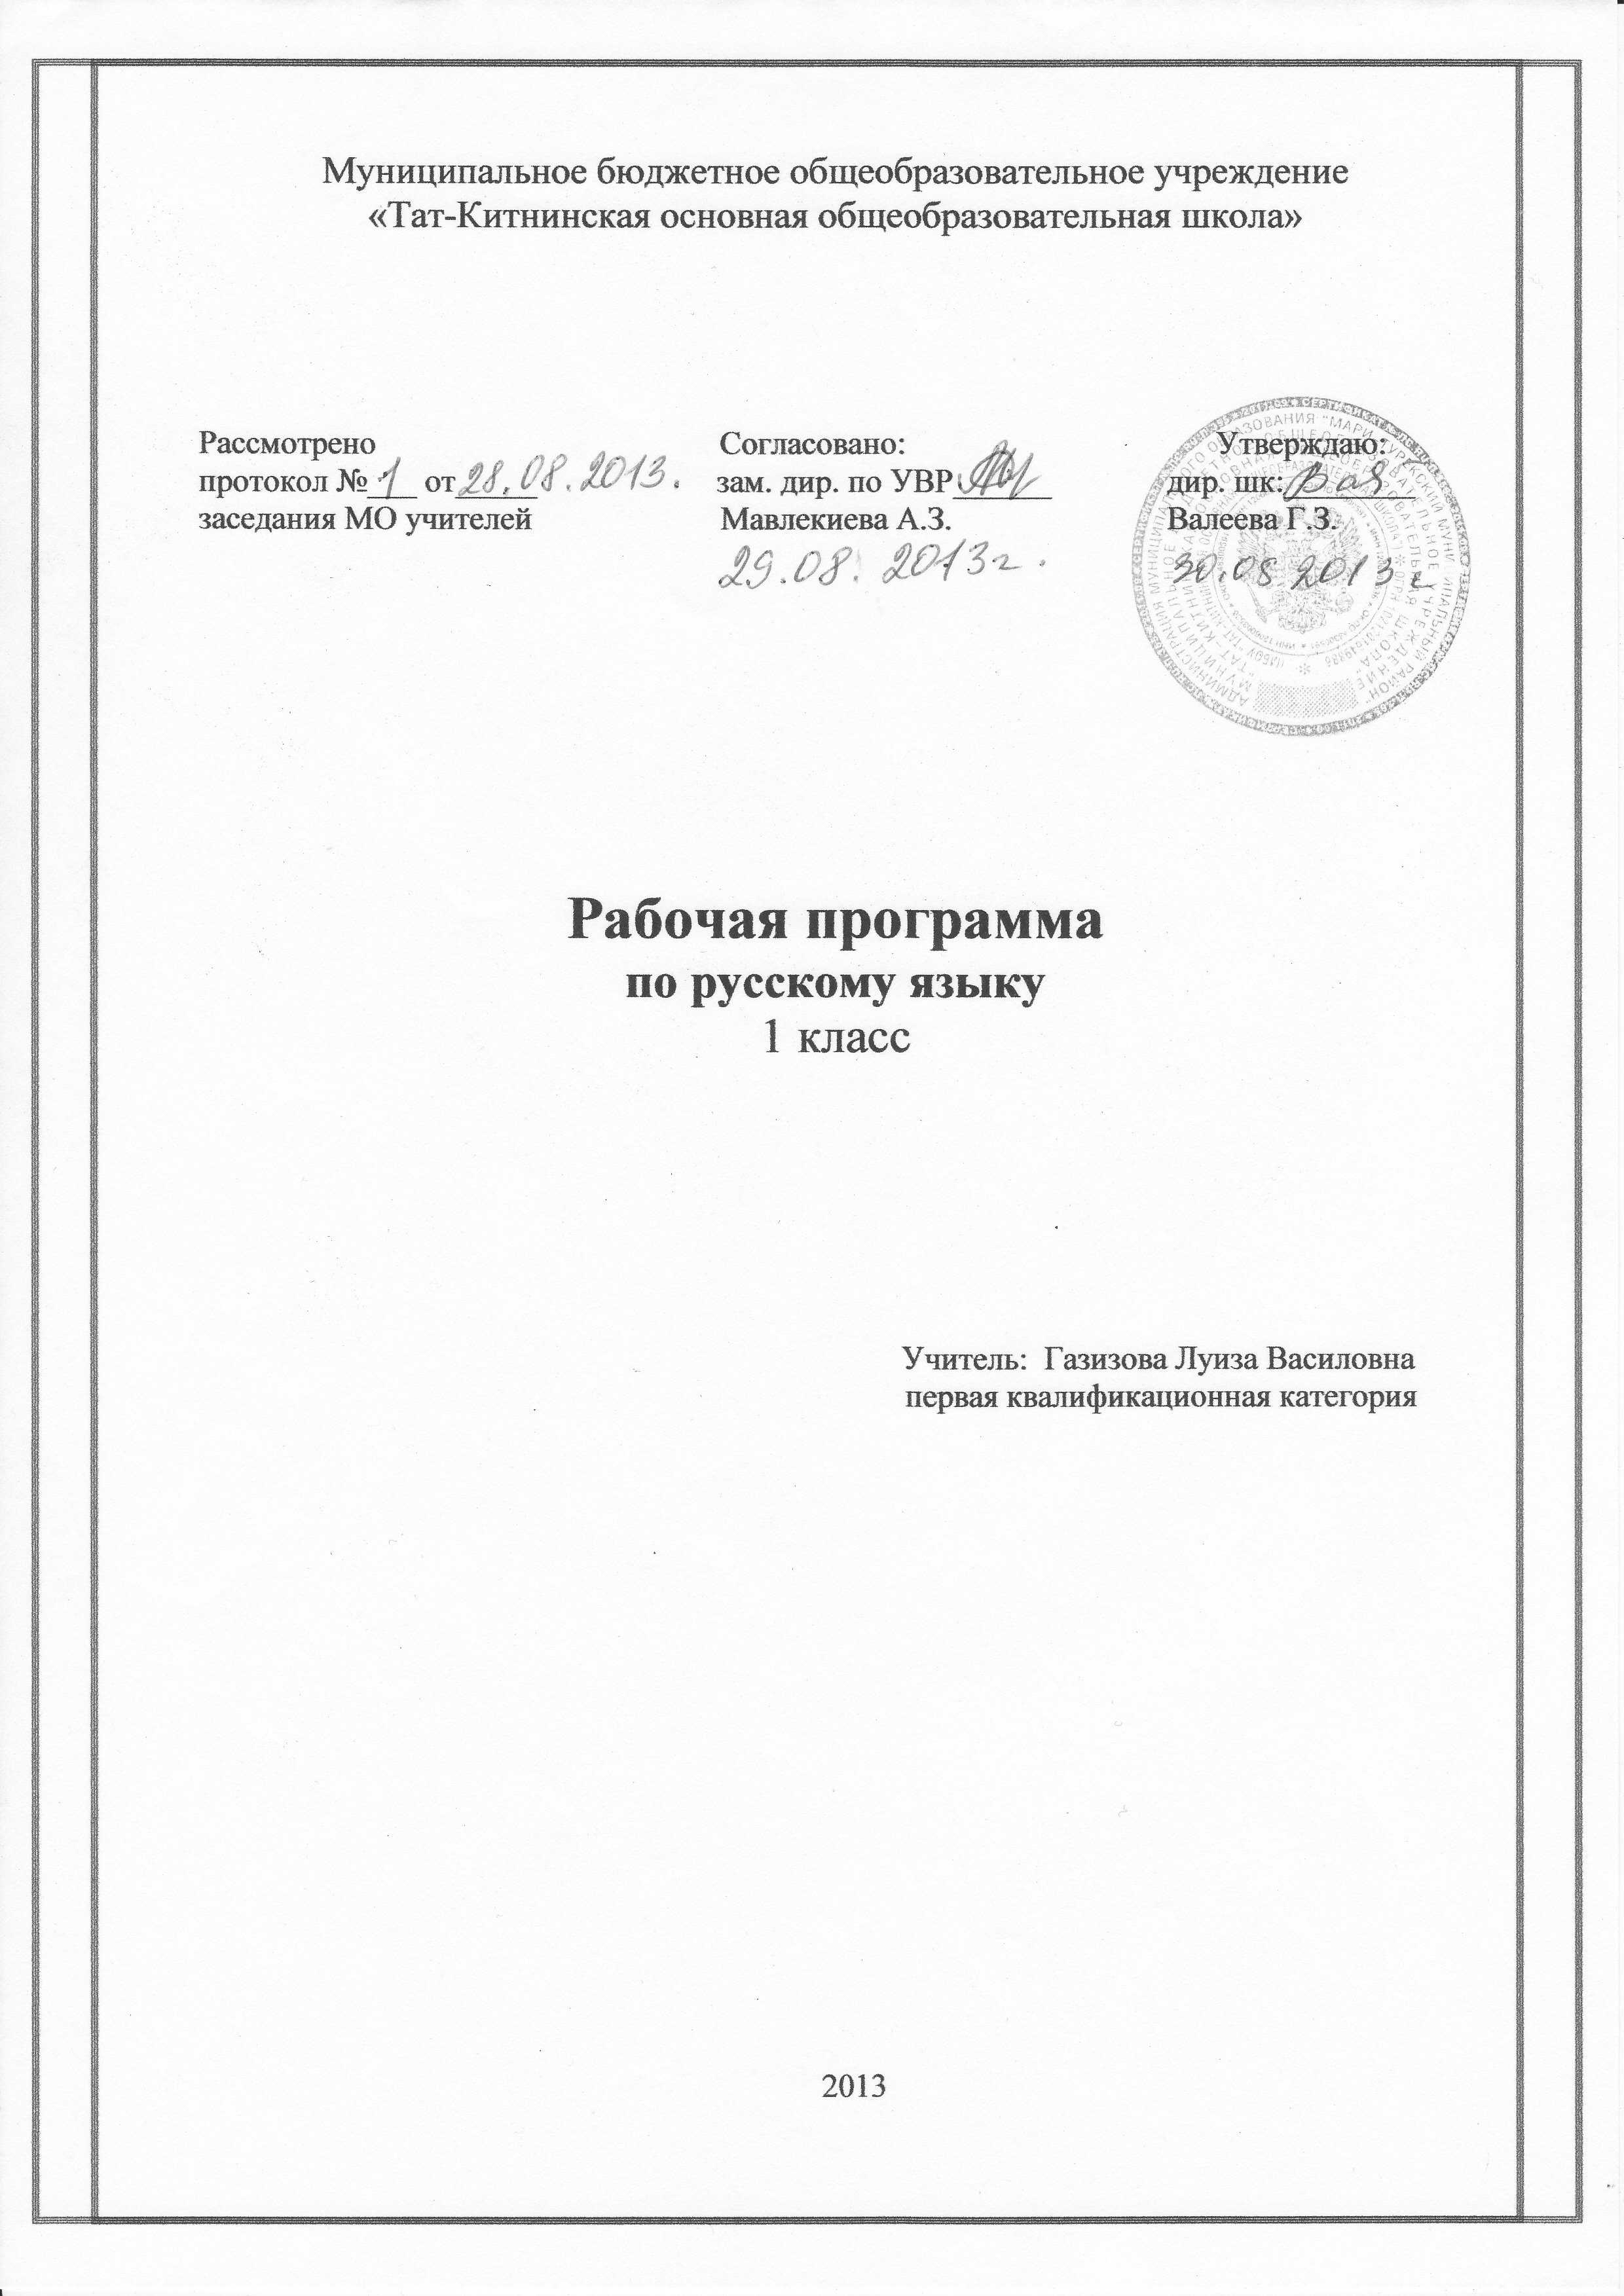 Муниципальное бюджетное общеобразовательное учреждение
«Тат-Китнинская основная общеобразовательная школа»
Рассмотрено
протокол № 1 от 28.08.2013.
заседания МО учителей
Согласовано:
зам. дир. по УВР
Мавлекиева А.З.
29.08.2013г.
Утверждаю:
дир. шк:
Валеева Г.З.
30.08 2013 г
Рабочая программа
по русскому языку
1 класс
Учитель: Газизова Луиза Василовна
первая квалификационная категория
2013